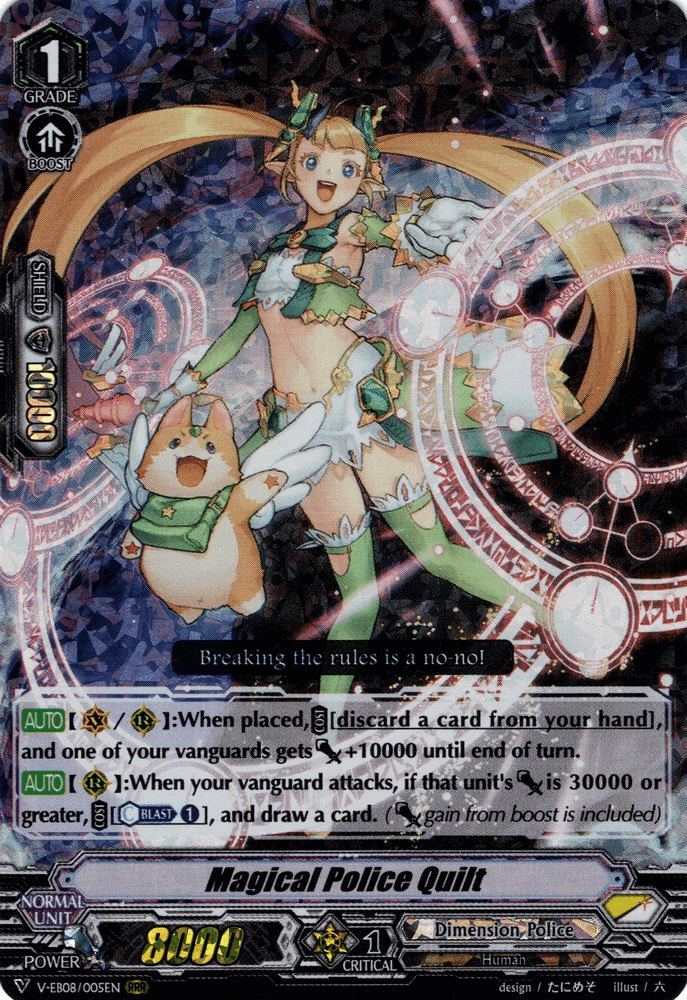 1
GRADE
BOOST
SHIELD
10000
Breaking the rules is a no-no!
AUTO【V/R】:When placed, COST[discard a card from your hand],
and one of your vanguards gets +10000 until end of turn.
AUTO【R】:When your vanguard attacks, if that unit's is 30000 or
greater, COST[C BLAST 1], and draw a card. (gain from boost is included)
Magical Police Quilt
NORMAL
UNIT
POWER
8000
1
CRITICAL
Dimension Police
Human
V-EB08/005EN RRR
design / たにめそ illust / 六